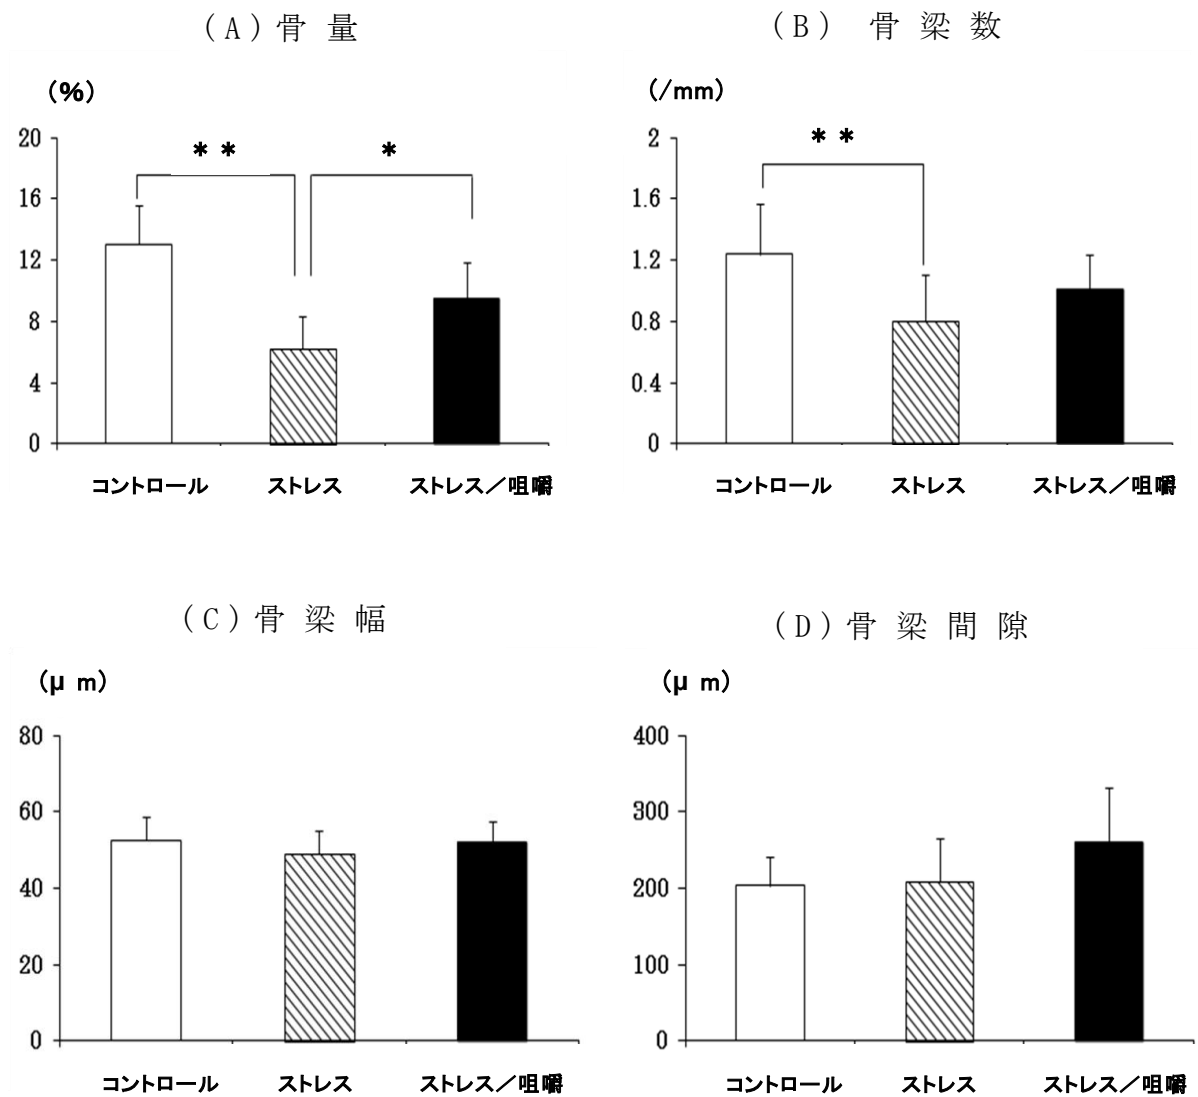 (A)骨量
(%)
20
16
12
8
4
0
** *
コントロール ストレス ストレス／咀嚼
(B) 骨梁数
(/mm)
2
1.6
1.2
0.8
0.4
0
**
コントロール ストレス ストレス／咀嚼
(C)骨梁幅
(μ m)
80
60
40
20
0
コントロール ストレス ストレス／咀嚼
(D)骨梁間隙
(μ m)
400
300
200
100
0
コントロール ストレス ストレス／咀嚼